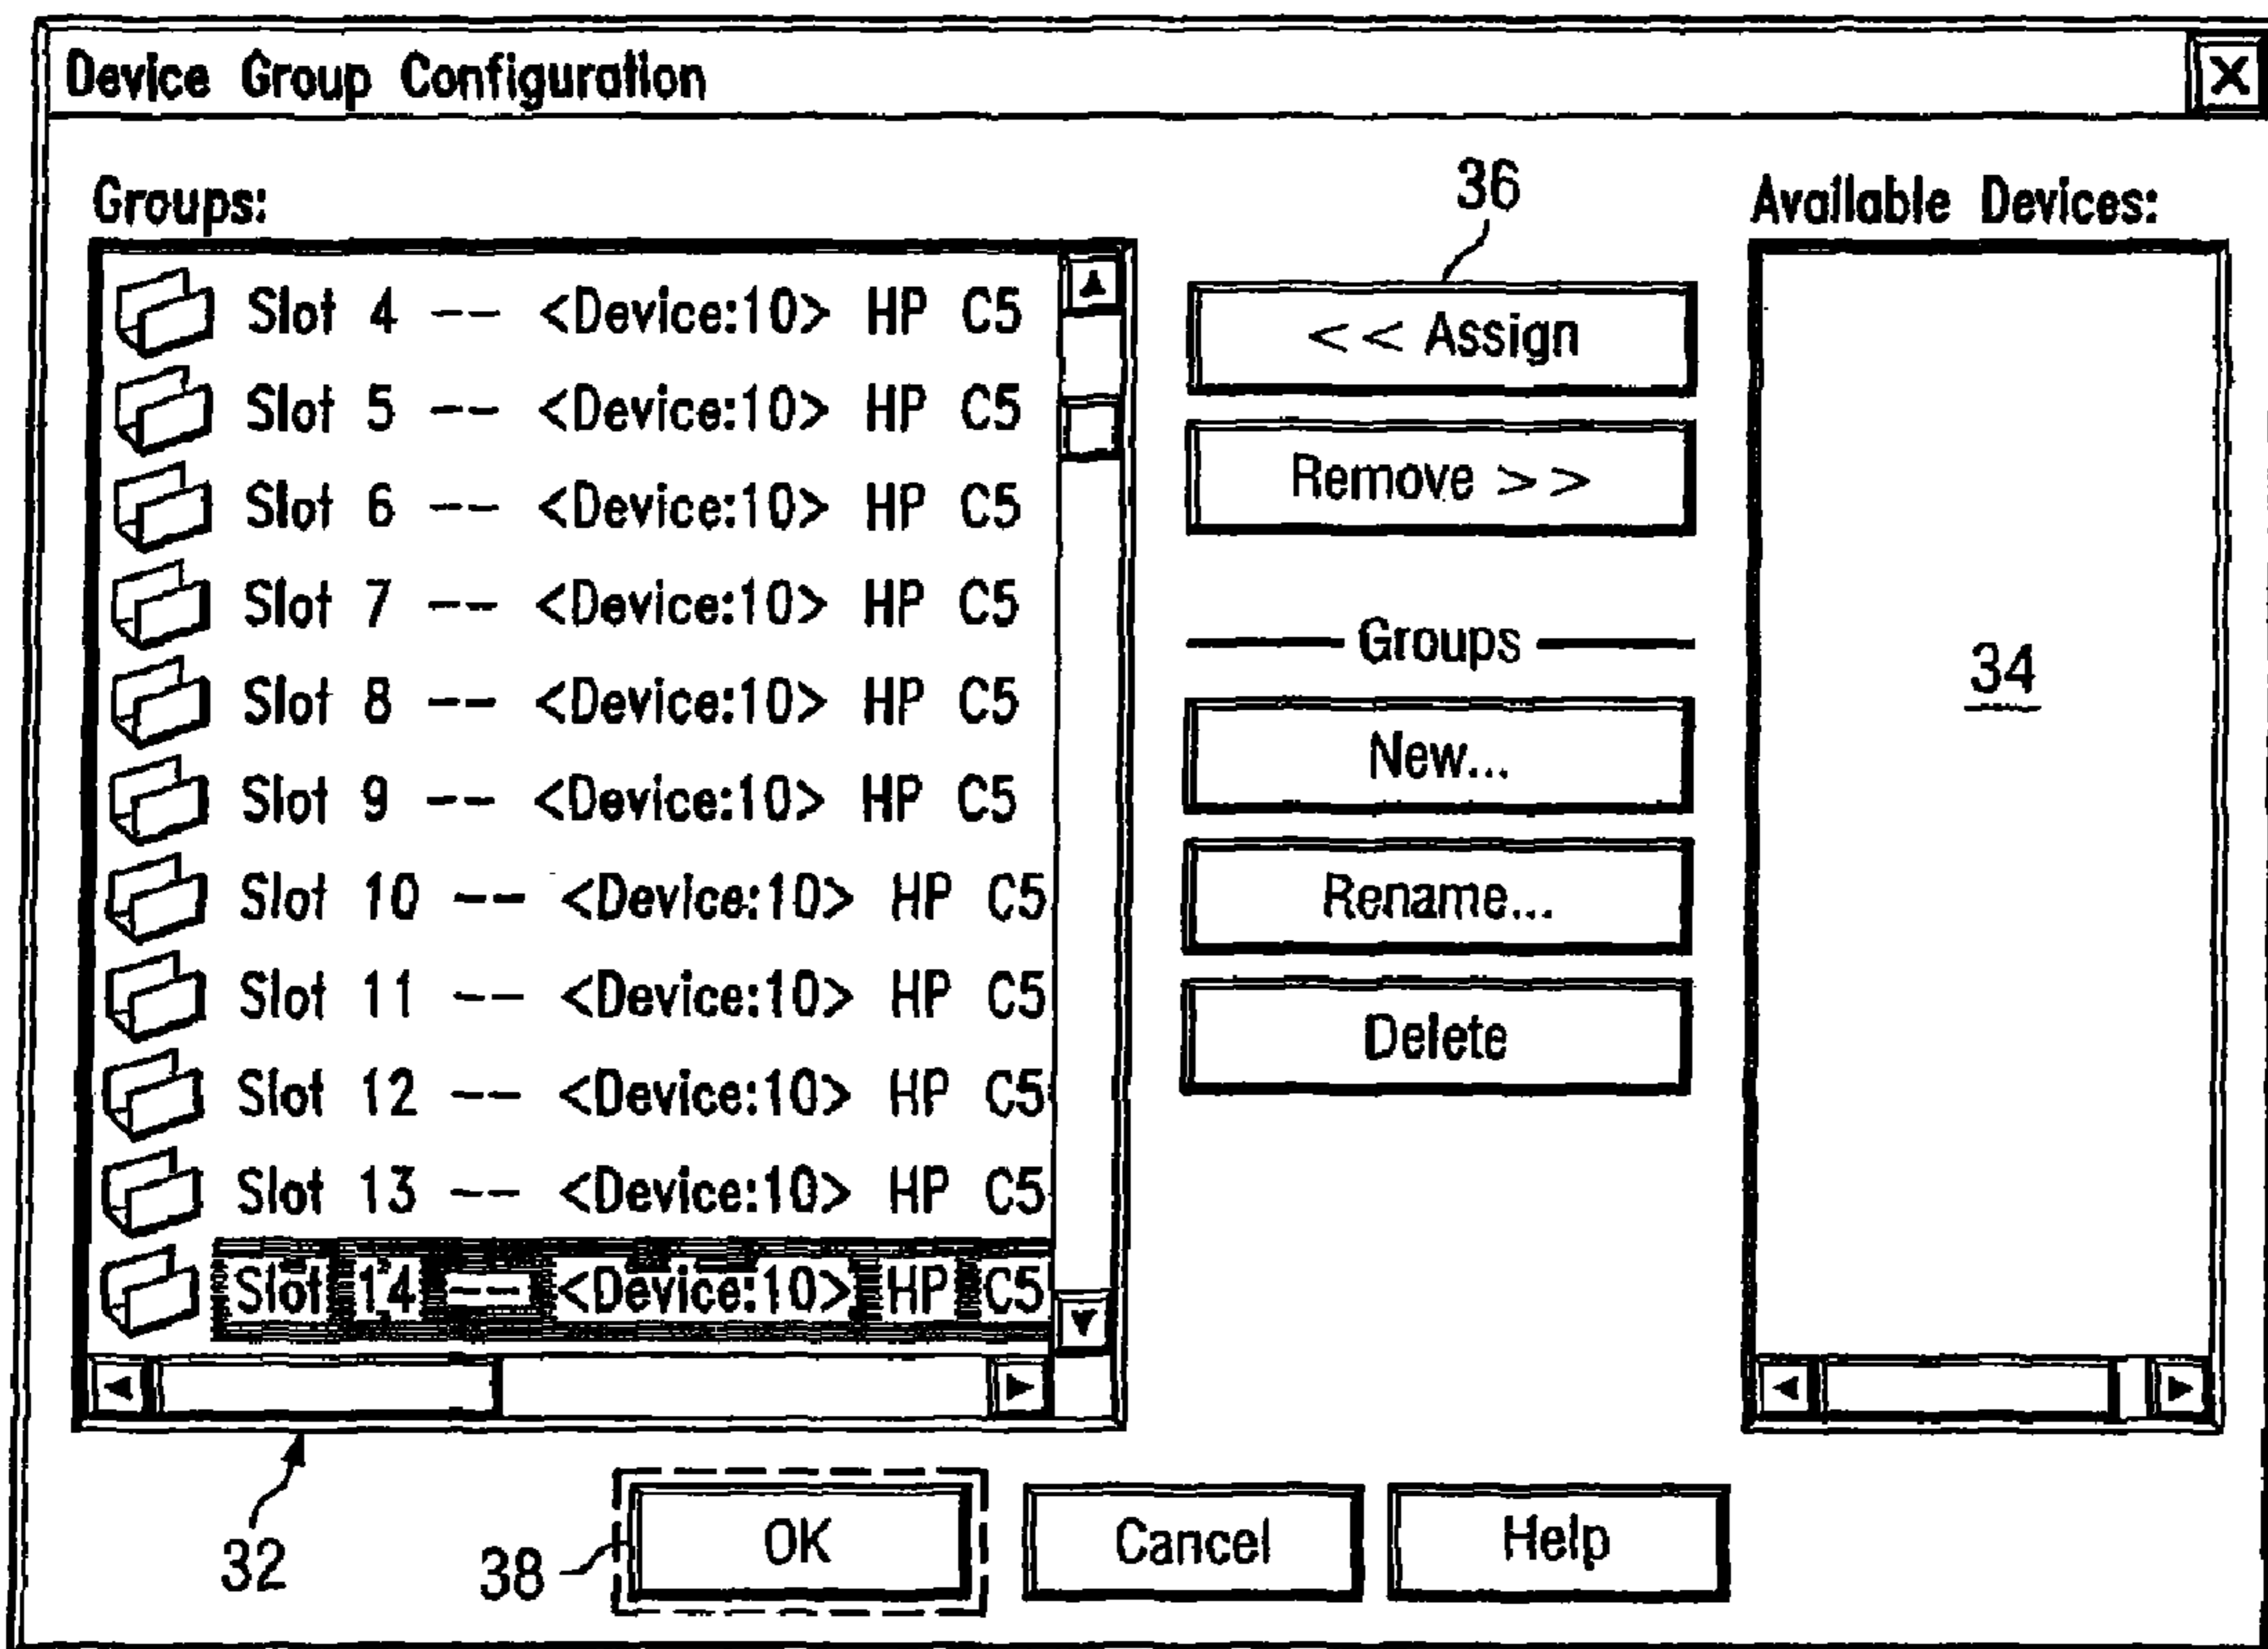 Device Group Configuration
X
Groups:
36
Available Devices:
Slot 4 -- <Device:10> HP C5
Slot 5 -- <Device:10> HP C5
Slot 6 -- <Device:10> HP C5
Slot 7 -- <Device:10> HP C5
Slot 8 -- <Device:10> HP C5
Slot 9 -- <Device:10> HP C5
Slot 10 -- <Device:10> HP C5
Slot 11 -- <Device:10> HP C5
Slot 12 -- <Device:10> HP C5
Slot 13 -- <Device:10> HP C5
Slot 14 -- <Device:10> HP C5
<< Assign
Remove >>
Groups
New...
Rename...
Delete
34
32
38
OK
Cancel
Help